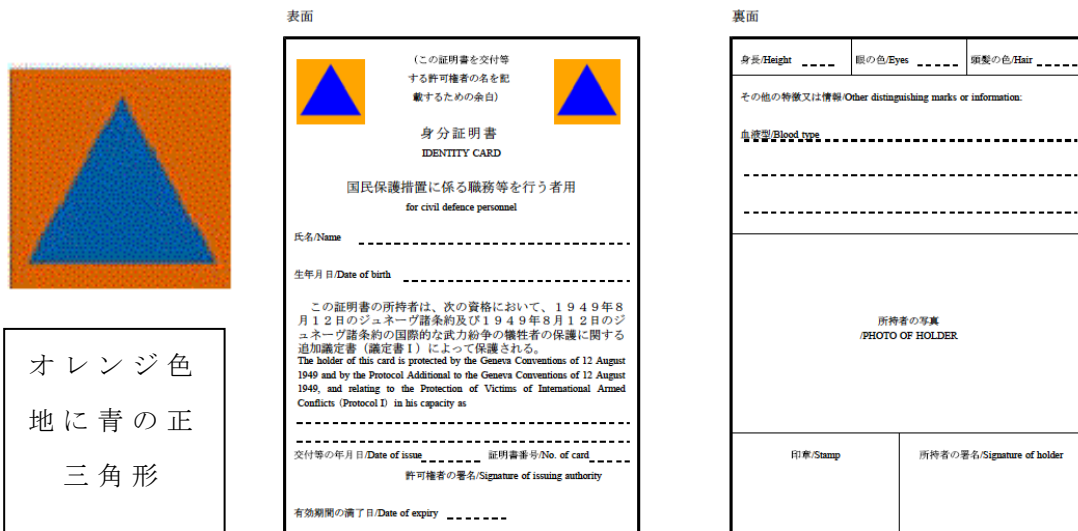 表面
(この証明書を交付等
する許可権者の名を記
載するための余白)
身分証明書
IDENTITY CARD
国民保護措置に係る職務等を行う者用
for civil defence personnel
氏名/Name
生年月日/Date of birth
この証明書の所持者は、次の資格において、1949年8
月12日のジュネーヴ諸条約及び1949年8月12日のジ
ュネーヴ諸条約の国際的な武力紛争の犠牲者の保護に関する
追加議定書(議定書Ⅰ)によって保護される。
The holder of this card is protected by the Geneva Conventions of 12 August
1949 and by the Protocol Additional to the Geneva Conventions of 12 August
1949, and relating to the Protection of Victims of International Armed
Conflicts (Protocol I) in his capacity as
交付等の年月日/Date of issue 証明書番号/No. of card
許可権者の署名/Signature of issuing authority
有効期間の満了日/Date of expiry
裏面
身長/Height 眼の色/Eyes 頭髪の色/Hair
その他の特徴又は情報/Other distinguishing marks or information:
血液型/Blood type
所持者の写真
/PHOTO OF HOLDER
印章/Stamp 所持者の署名/Signature of holder
オレンジ色
地に青の正
三角形